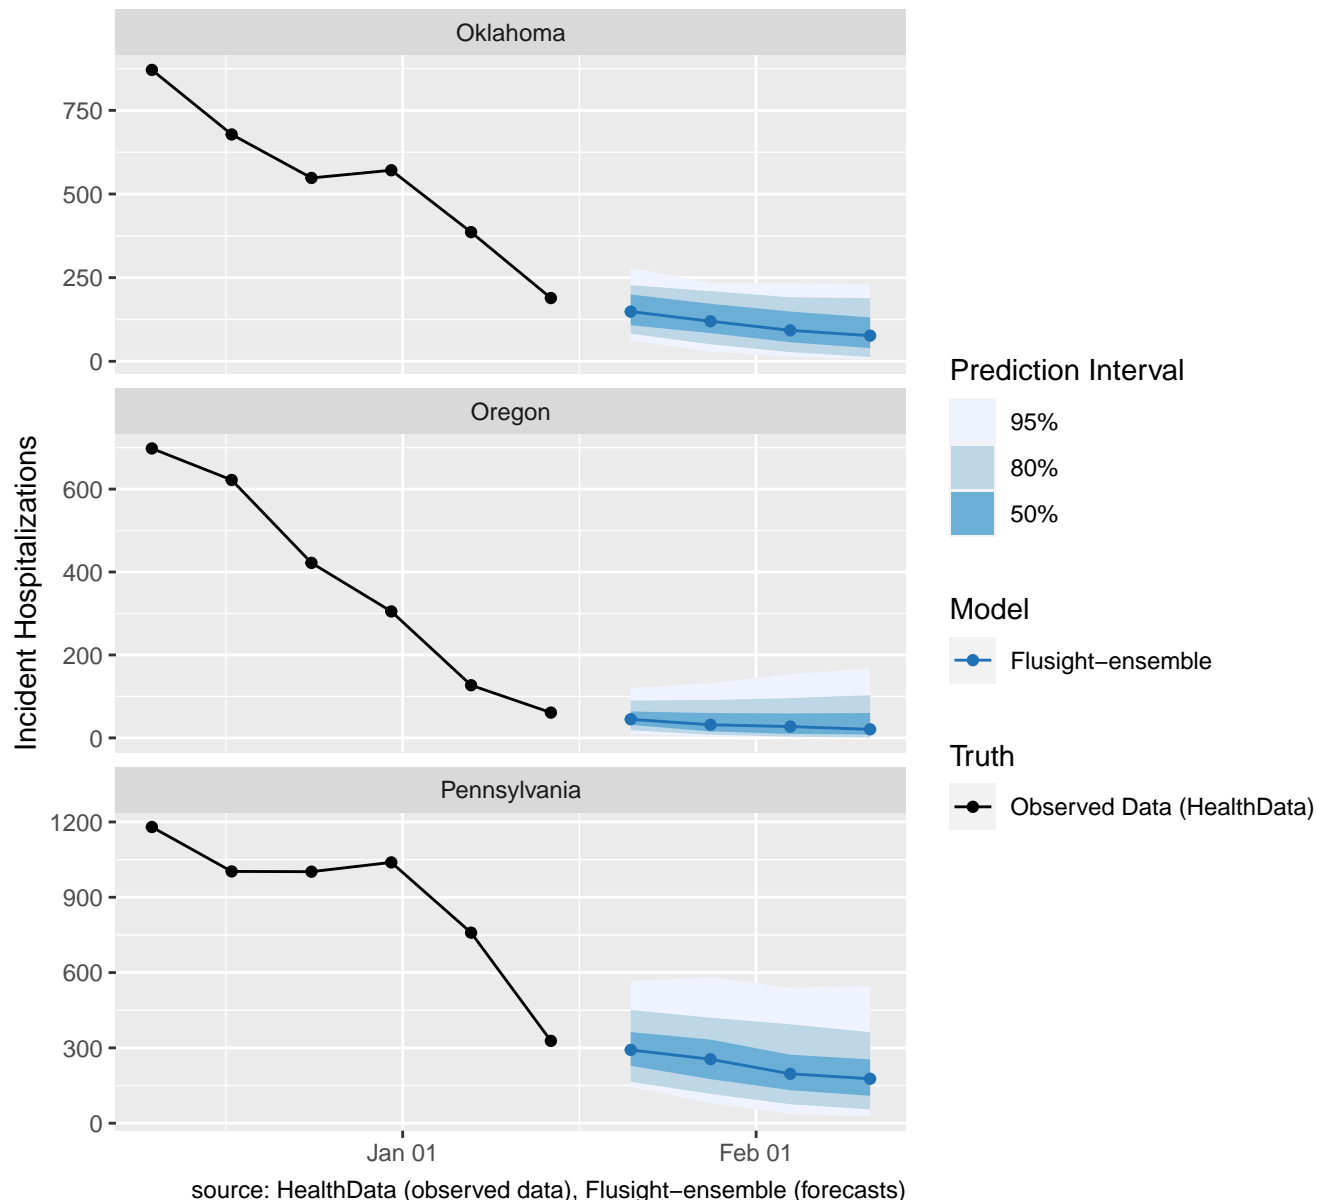 Oklahoma
750
500
250
0
Oregon
600
400
200
0
Pennsylvania
1200
900
600
300
0
Jan 01
Feb 01
Incident Hospitalizations
source: HealthData (observed data), Flusight−ensemble (forecasts)
Prediction Interval
95%
80%
50%
Model
Flusight−ensemble
Truth
Observed Data (HealthData)